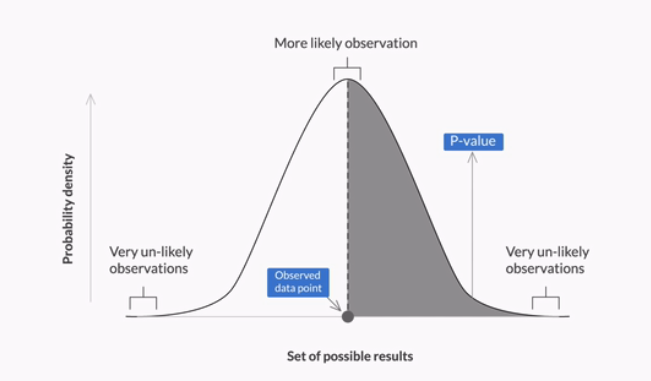 More likely observation
P-value
Probability density
Very un-likely
observations
Very un-likely
observations
Observed
data point
Set of possible results